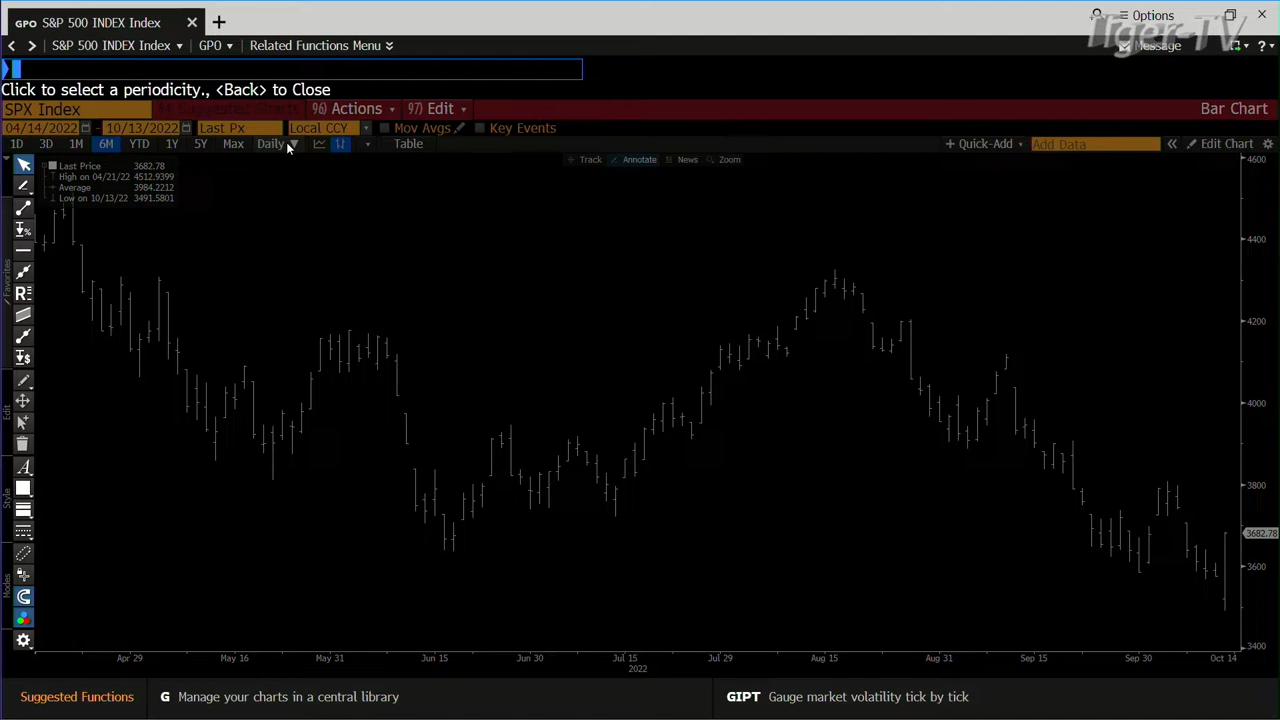 GPO S&P 500 INDEX Index
Options
Tiger-TV
S&P 500 INDEX Index GPO Related Functions Menu
Message
Click to select a periodicity., <Back> to Close
SPX Index 94) Suggested Charts 96) Actions 97) Edit Bar Chart
04/14/2022 - 10/13/2022 Last Px Local CCY Mov Avgs Key Events
1D 3D 1M 6M YTD 1Y 5Y Max Daily Table + Quick-Add Add Data Edit Chart
Track Annotate News Zoom
Last Price 3682.78
High on 04/21/22 4512.9399
Average 3984.2212
Low on 10/13/22 3491.5801
4600
4400
4200
4000
3800
3682.78
3600
3400
Favorites
Edit
Style
Modes
Apr 29 May 16 May 31 Jun 15 Jun 30 Jul 15 Jul 29 Aug 15 Aug 31 Sep 15 Sep 30 Oct 14
2022
Suggested Functions G Manage your charts in a central library GIPT Gauge market volatility tick by tick